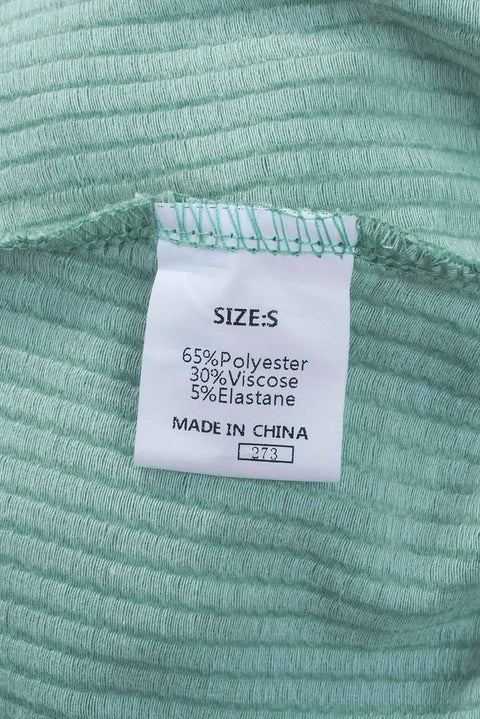 SIZE:S
65%Polyester
30%Viscose
5%Elastane
MADE IN CHINA
273